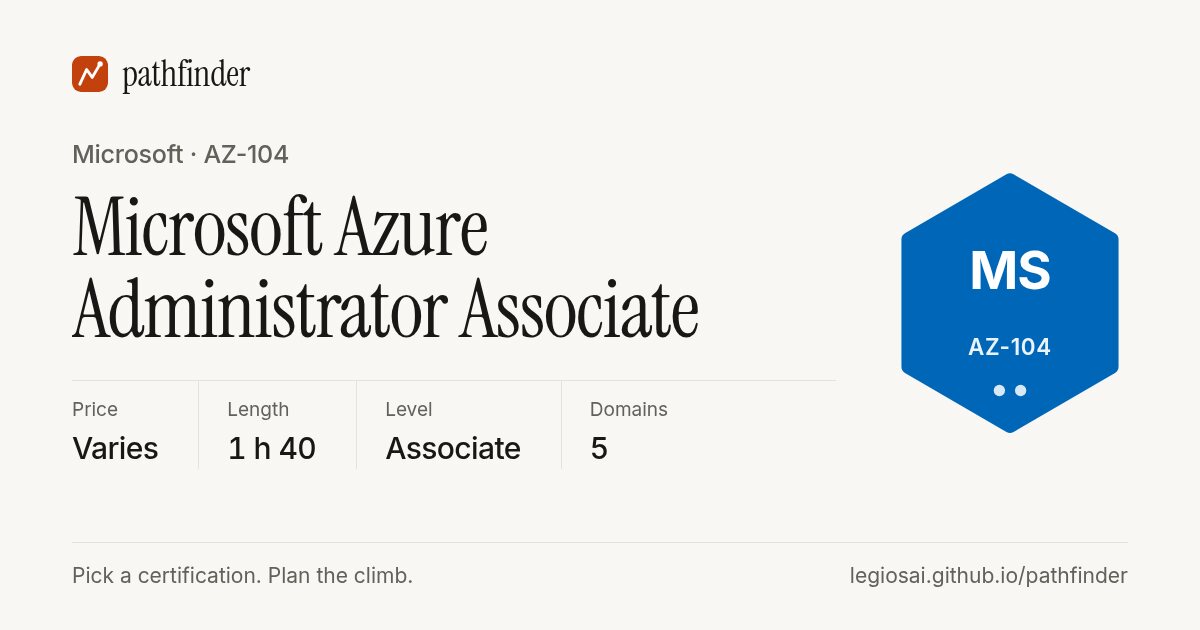 pathfinder
Microsoft · AZ-104
Microsoft Azure
Administrator Associate
Price
Varies
Length
1 h 40
Level
Associate
Domains
5
MS
AZ-104
Pick a certification. Plan the climb.
legiosai.github.io/pathfinder